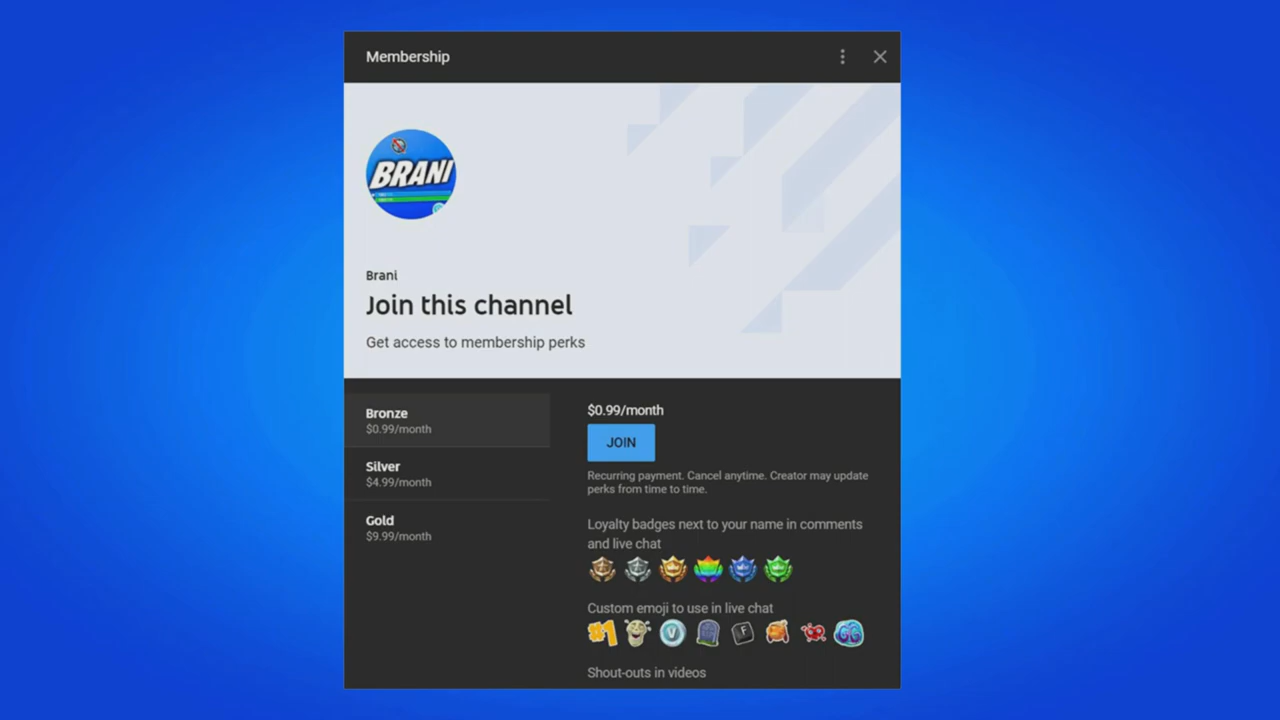 Membership
BRANI
Brani
Join this channel
Get access to membership perks
Bronze
$0.99/month
Silver
$4.99/month
Gold
$9.99/month
$0.99/month
JOIN
Recurring payment. Cancel anytime. Creator may update
perks from time to time.
Loyalty badges next to your name in comments
and live chat
Custom emoji to use in live chat
#1
V
F
GG
Shout-outs in videos